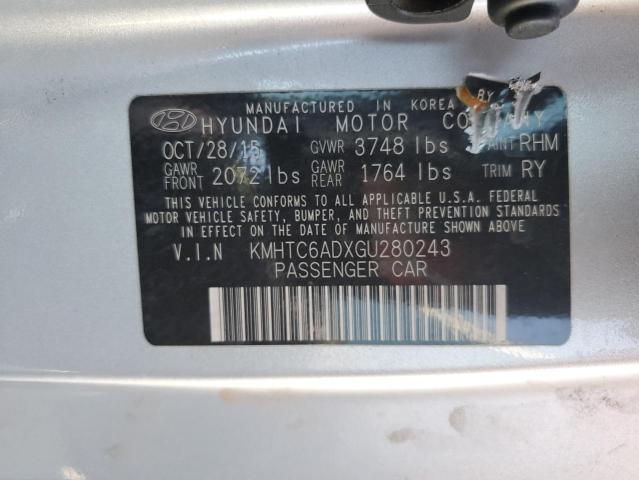 MANUFACTURED IN KOREA BY
HYUNDAI MOTOR COMPANY
OCT/28/15 GVWR 3748 lbs PAINT RHM
GAWR FRONT 2072 lbs GAWR REAR 1764 lbs TRIM RY
THIS VEHICLE CONFORMS TO ALL APPLICABLE U.S.A. FEDERAL
MOTOR VEHICLE SAFETY, BUMPER, AND THEFT PREVENTION STANDARDS
IN EFFECT ON THE DATE OF MANUFACTURE SHOWN ABOVE.
V.I.N KMHTC6ADXGU280243
PASSENGER CAR